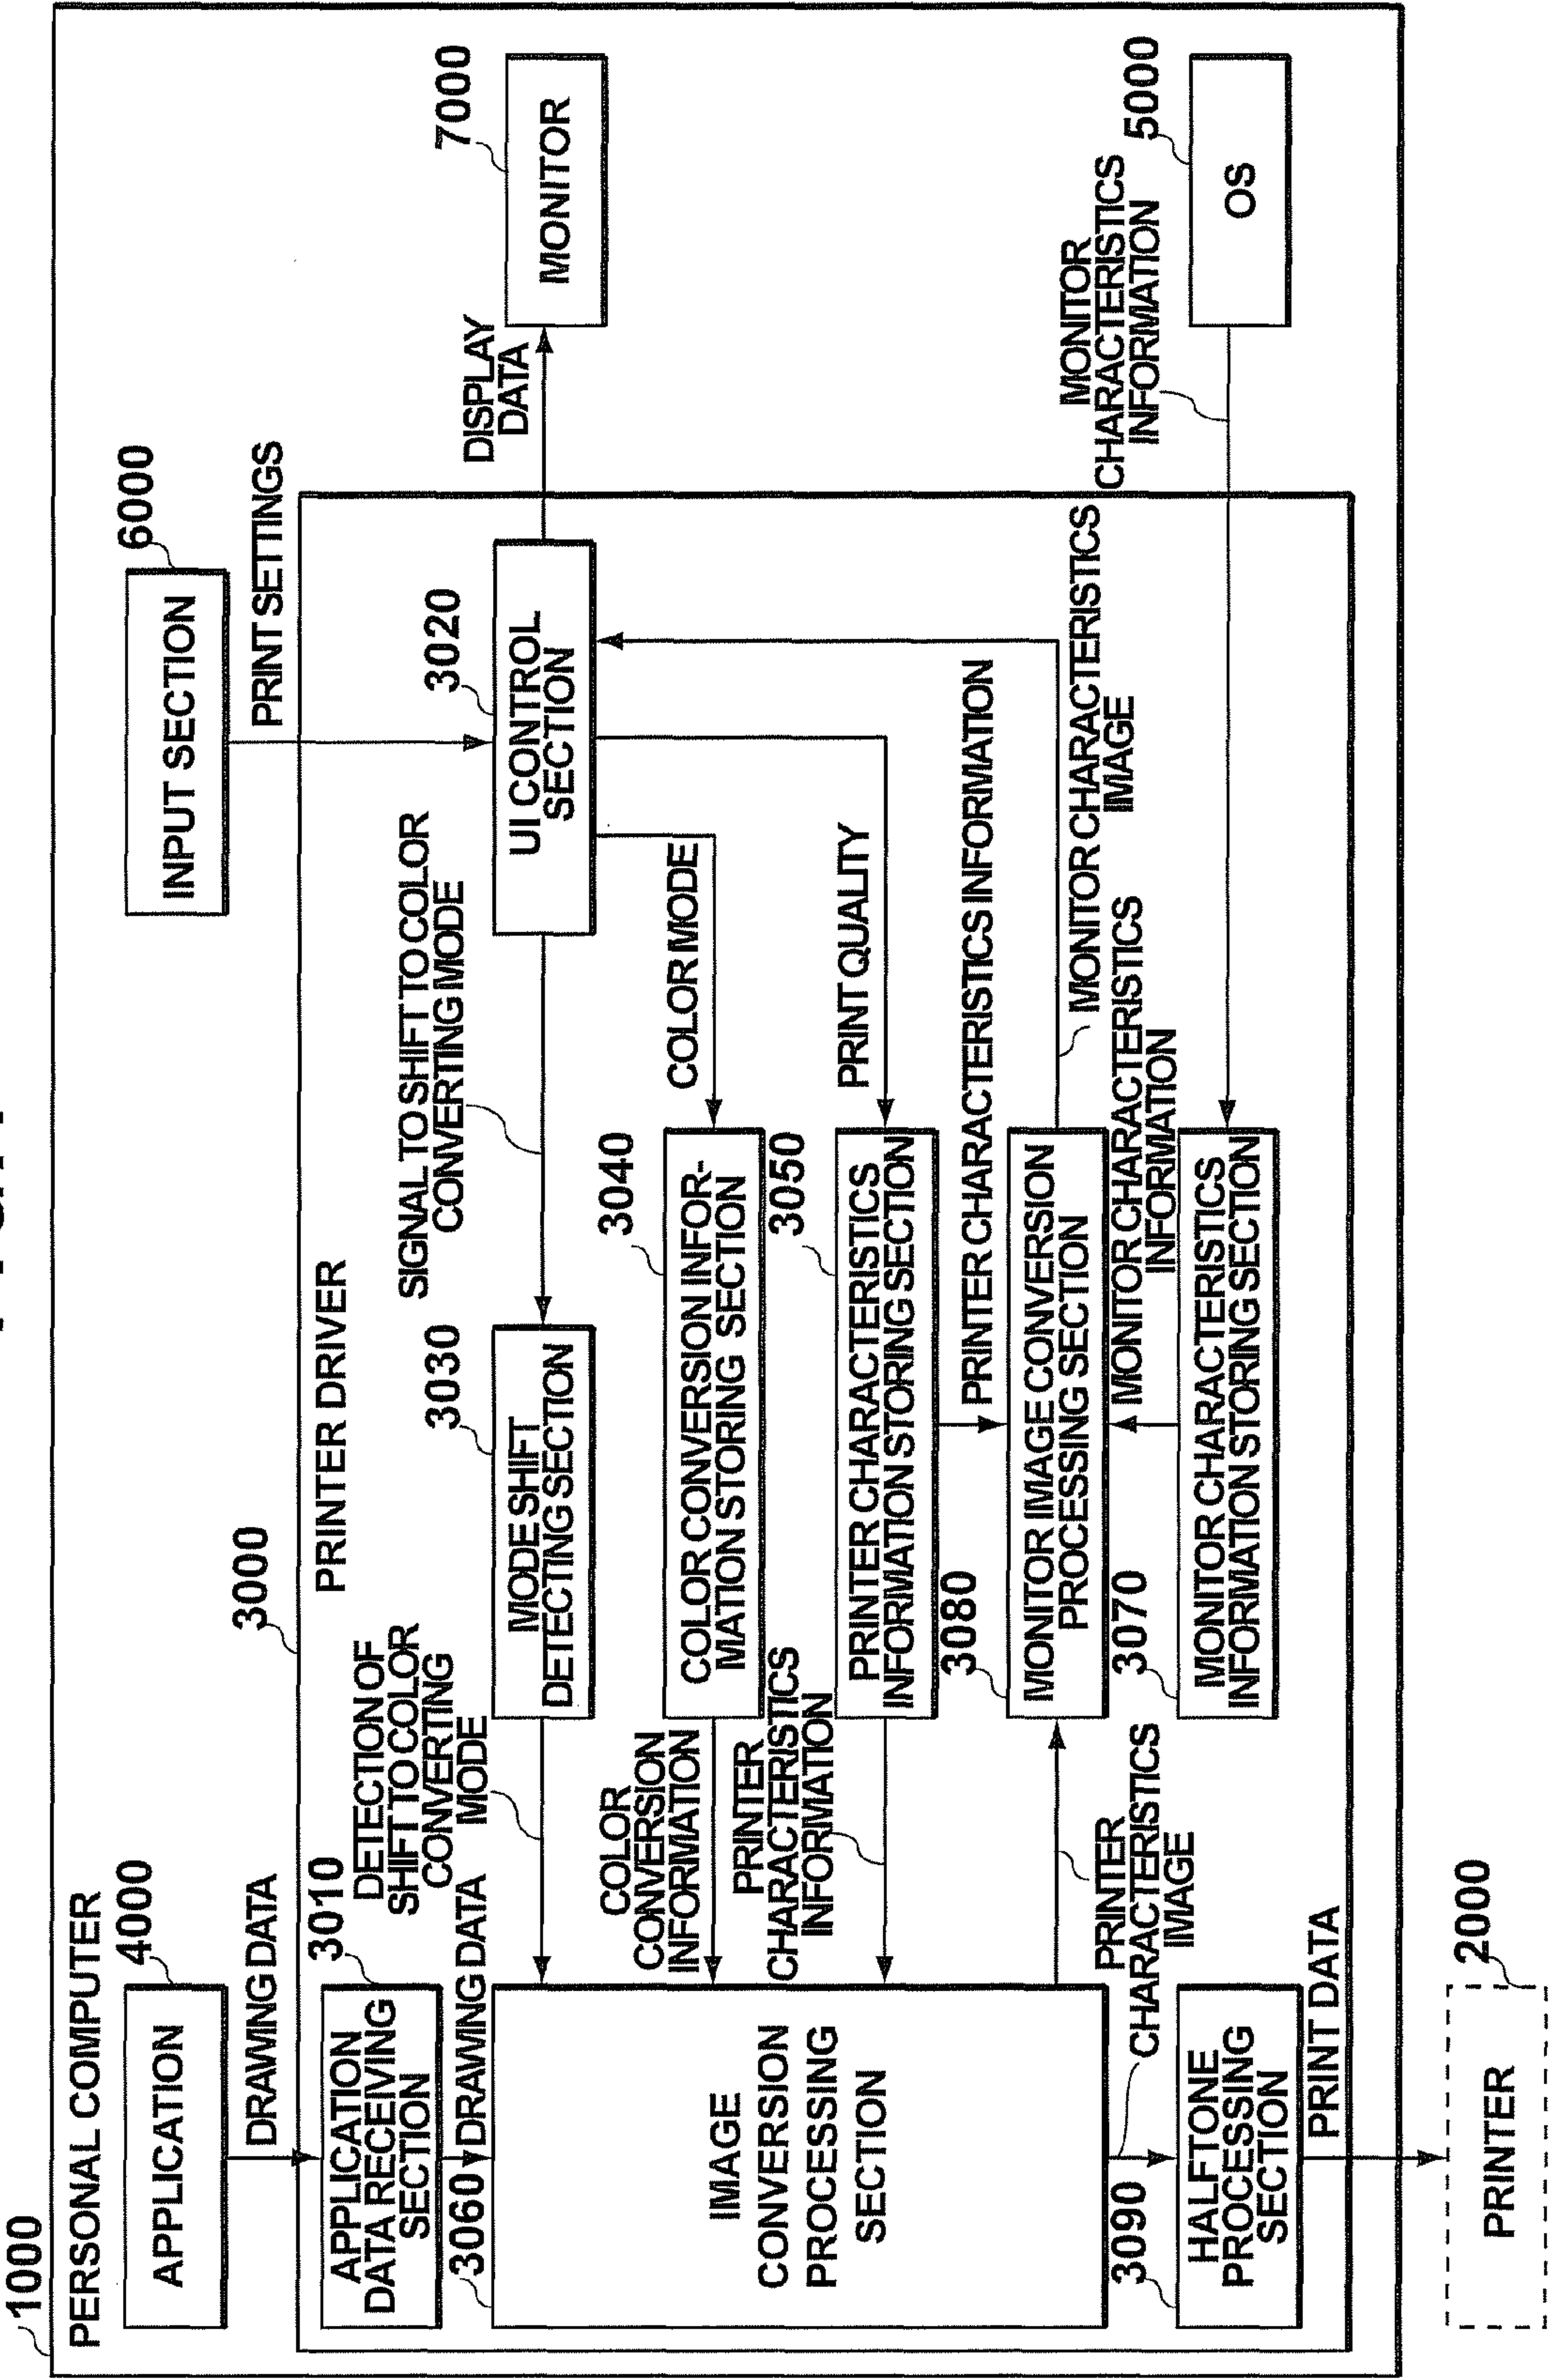 1000
PERSONAL COMPUTER
4000
APPLICATION
DRAWING DATA
6000
INPUT SECTION
PRINT SETTINGS
3000
PRINTER DRIVER
3010
APPLICATION
DATA RECEIVING
SECTION
DRAWING DATA
DETECTION OF
SHIFT TO COLOR
CONVERTING
MODE
3030
MODE SHIFT
DETECTING SECTION
SIGNAL TO SHIFT TO COLOR
CONVERTING MODE
3020
UI CONTROL
SECTION
DISPLAY
DATA
7000
MONITOR
3060
IMAGE
CONVERSION
PROCESSING
SECTION
COLOR
CONVERSION
INFORMATION
3040
COLOR CONVERSION INFOR-
MATION STORING SECTION
COLOR MODE
PRINTER
CHARACTERISTICS
INFORMATION
3050
PRINTER CHARACTERISTICS
INFORMATION STORING SECTION
PRINT QUALITY
PRINTER CHARACTERISTICS INFORMATION
3080
MONITOR IMAGE CONVERSION
PROCESSING SECTION
MONITOR CHARACTERISTICS
IMAGE
PRINTER
CHARACTERISTICS
IMAGE
MONITOR CHARACTERISTICS
INFORMATION
3070
MONITOR CHARACTERISTICS
INFORMATION STORING SECTION
MONITOR
CHARACTERISTICS
INFORMATION
5000
OS
3090
HALFTONE
PROCESSING
SECTION
PRINT DATA
2000
PRINTER